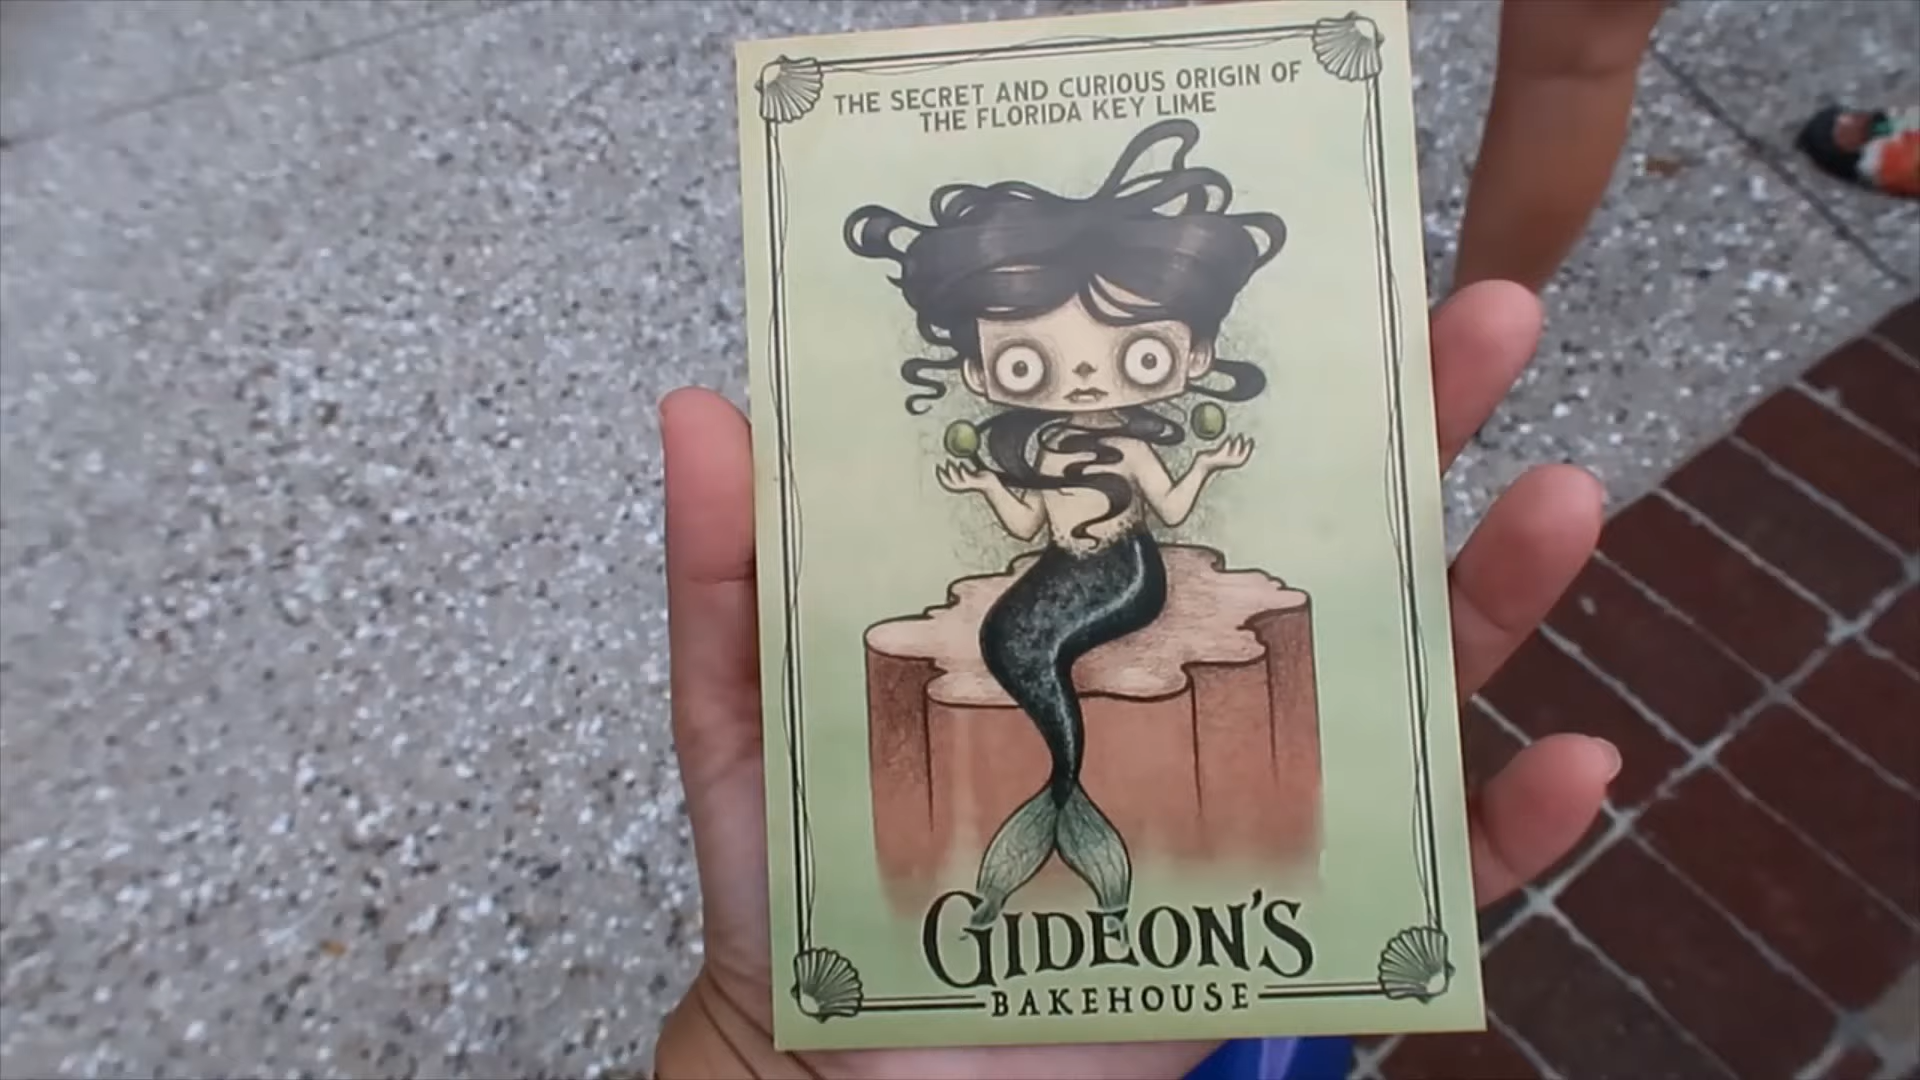 THE SECRET AND CURIOUS ORIGIN OF
THE FLORIDA KEY LIME
GIDEON'S
BAKEHOUSE